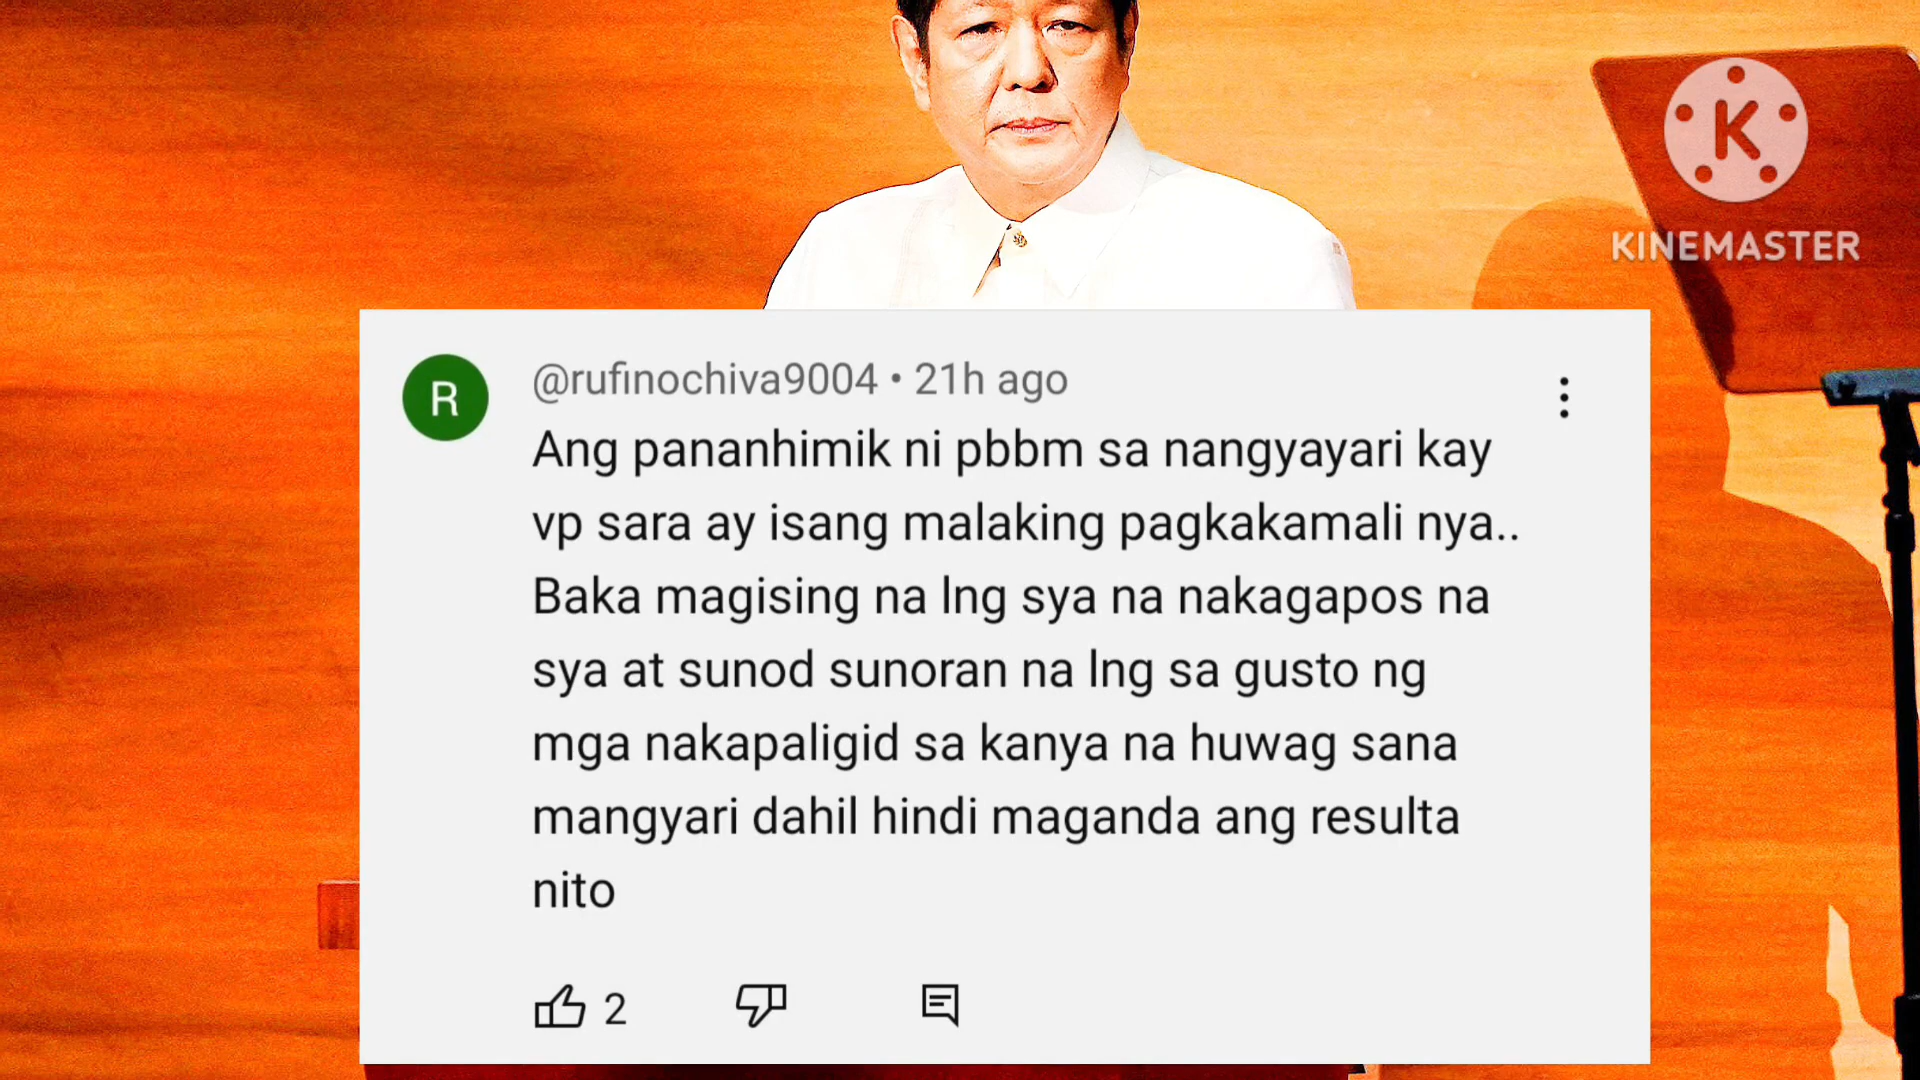 K
KINEMASTER
R
@rufinochiva9004 • 21h ago
Ang pananhimik ni pbbm sa nangyayari kay
vp sara ay isang malaking pagkakamali nya..
Baka magising na lng sya na nakagapos na
sya at sunod sunoran na lng sa gusto ng
mga nakapaligid sa kanya na huwag sana
mangyari dahil hindi maganda ang resulta
nito
2